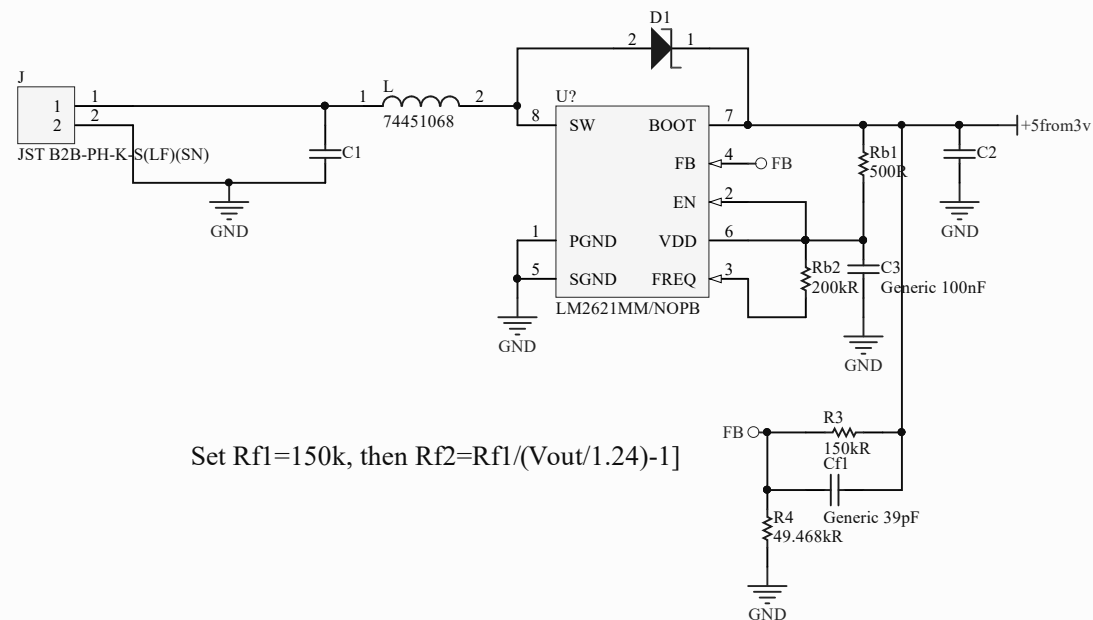 D1
2
1
J
1
1
2
2
JST B2B-PH-K-S(LF)(SN)
GND
C1
1
L
2
74451068
U?
8
SW
BOOT
7
FB
4
FB
EN
2
1
PGND
VDD
6
5
SGND
FREQ
3
LM2621MM/NOPB
GND
Rb1
500R
C2
GND
+5from3v
Rb2
200kR
C3
Generic 100nF
GND
Set Rf1=150k, then Rf2=Rf1/(Vout/1.24)-1]
FB
R3
150kR
Cf1
Generic 39pF
R4
49.468kR
GND